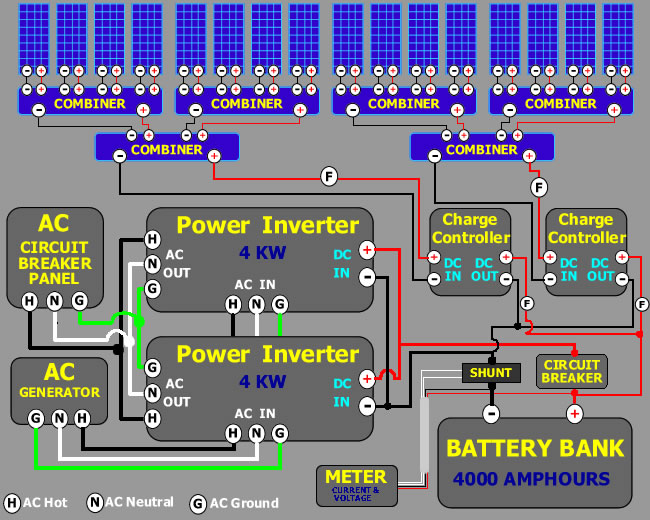 COMBINER COMBINER COMBINER COMBINER
COMBINER COMBINER
F
F
AC
CIRCUIT
BREAKER
PANEL
H N G
Power Inverter
4 KW
H
N
G
AC
OUT
DC
IN
+
-
AC IN
H N G
Charge
Controller
+ DC DC +
- IN OUT -
Charge
Controller
+ DC DC +
- IN OUT -
F
F
Power Inverter
4 KW
G
N
H
AC
OUT
DC
IN
+
-
AC IN
H N G
AC
GENERATOR
G N H
SHUNT
CIRCUIT
BREAKER
- +
BATTERY BANK
4000 AMPHOURS
METER
CURRENT &
VOLTAGE
H AC Hot N AC Neutral G AC Ground